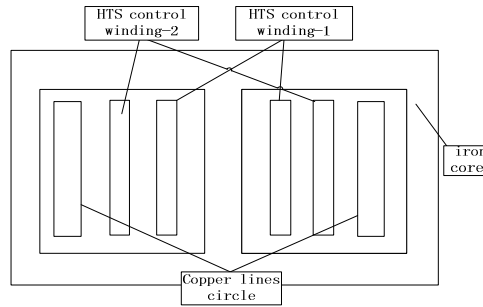 HTS control
winding-2
HTS control
winding-1
iron
core
Copper lines
circle